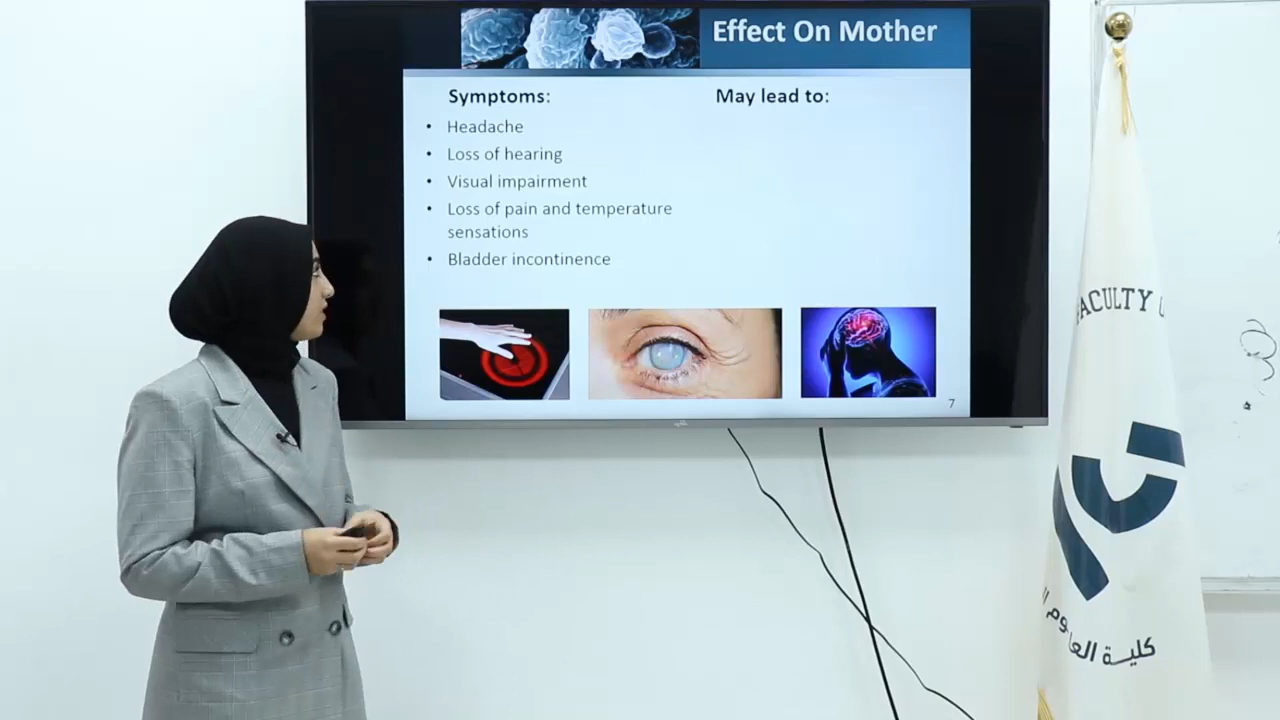 Effect On Mother
Symptoms:
May lead to:
• Headache
• Loss of hearing
• Visual impairment
• Loss of pain and temperature
sensations
• Bladder incontinence
7
FACULTY
كليـة العلوم